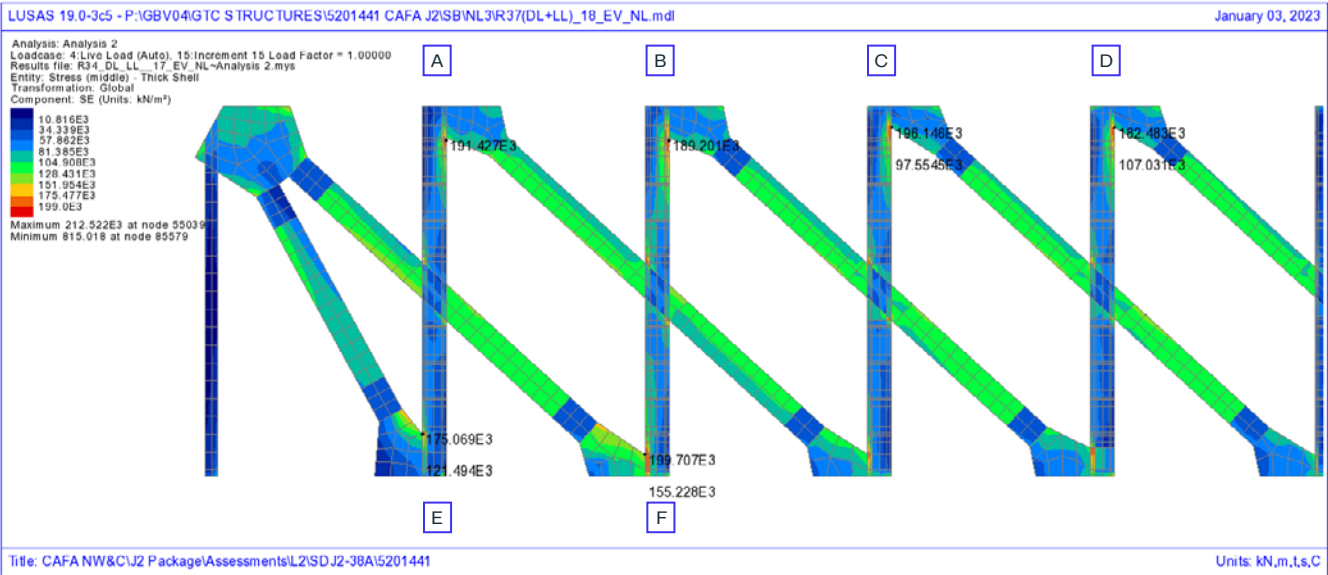 LUSAS 19.0-3c5 - P:\GBV04\GTC STRUCTURES\5201441 CAFA J2\SB\NL3\R37(DL+LL)_18_EV_NL.mdl
January 03, 2023
Analysis: Analysis 2
Loadcase: 4:Live Load (Auto), 15:Increment 15 Load Factor = 1.00000
Results file: R34_DL_LL__17_EV_NL~Analysis 2.mys
Entity: Stress (middle) - Thick Shell
Transformation: Global
Component: SE (Units: kN/m²)
10.816E3
34.339E3
57.862E3
81.385E3
104.908E3
128.431E3
151.954E3
175.477E3
199.0E3
Maximum 212.522E3 at node 55039
Minimum 815.018 at node 85579
A
B
C
D
191.427E3
189.201E3
196.146E3
97.5545E3
182.483E3
107.031E3
175.069E3
121.494E3
199.707E3
155.228E3
E
F
Title: CAFA NW&C\J2 Package\Assessments\L2\SDJ2-38A\5201441
Units: kN,m,t,s,C